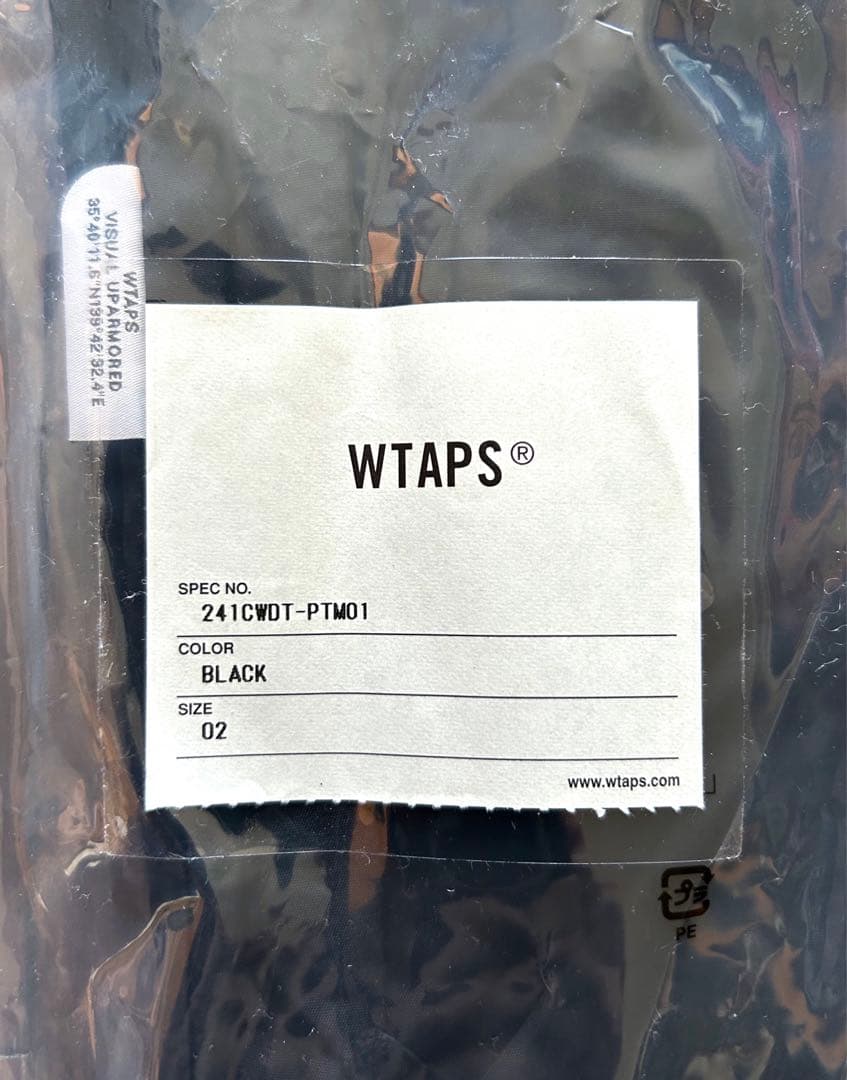 WTAPS
VISUAL UPARMORED
35°40'11.6"N139°42'32.4"E
WTAPS®
SPEC NO.
241CWDT-PTM01
COLOR
BLACK
SIZE
02
www.wtaps.com
PE